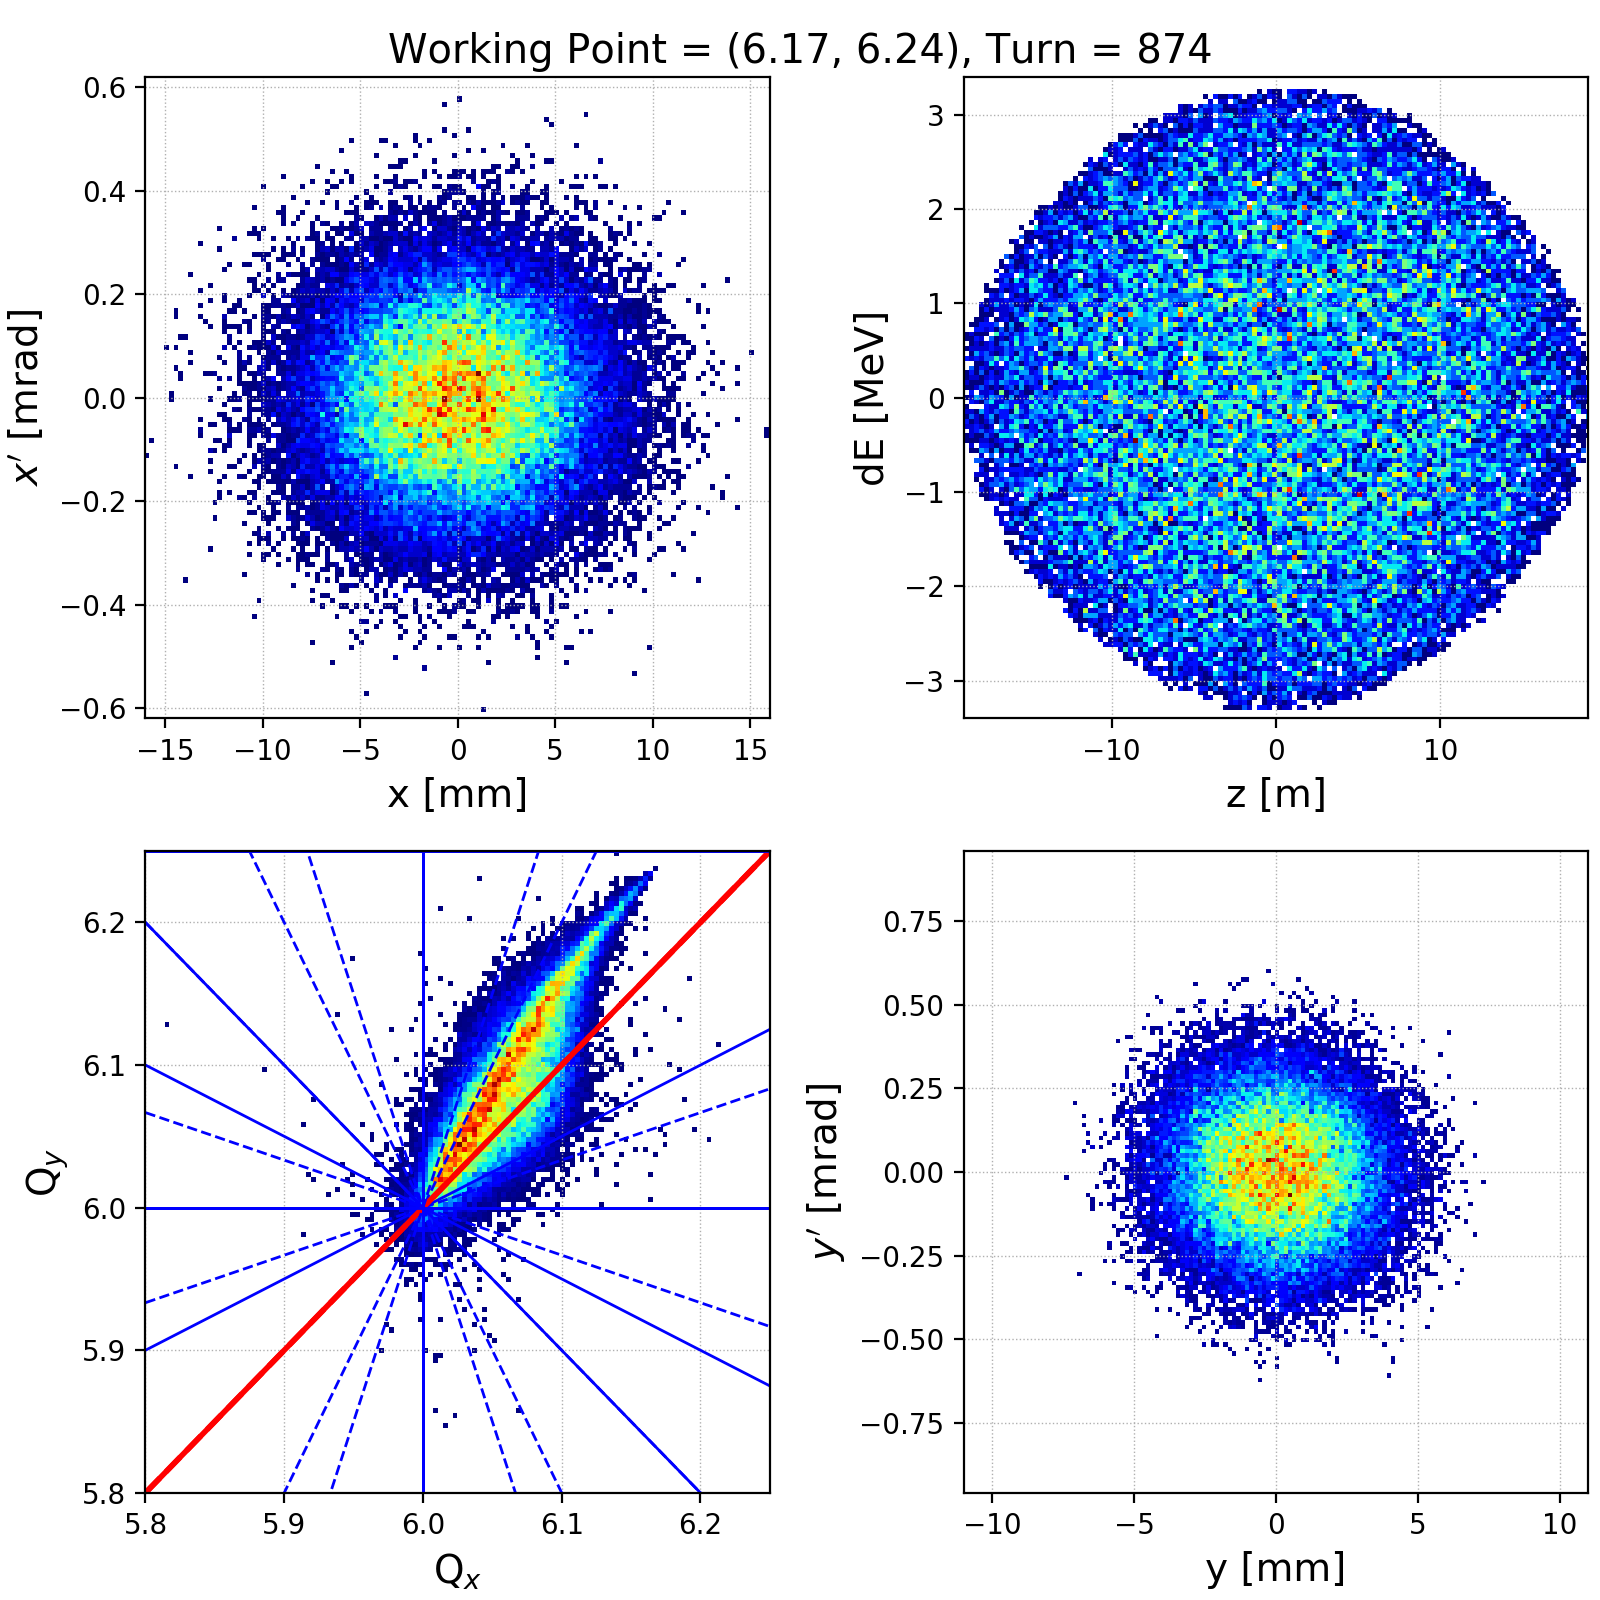 Working Point = (6.17, 6.24), Turn = 874
0.6
0.4
0.2
0.0
−0.2
−0.4
−0.6
x′ [mrad]
−15 −10 −5 0 5 10 15
x [mm]
3
2
1
0
−1
−2
−3
dE [MeV]
−10 0 10
z [m]
6.2
6.1
6.0
5.9
5.8
Qy
5.8 5.9 6.0 6.1 6.2
Qx
0.75
0.50
0.25
0.00
−0.25
−0.50
−0.75
y′ [mrad]
−10 −5 0 5 10
y [mm]